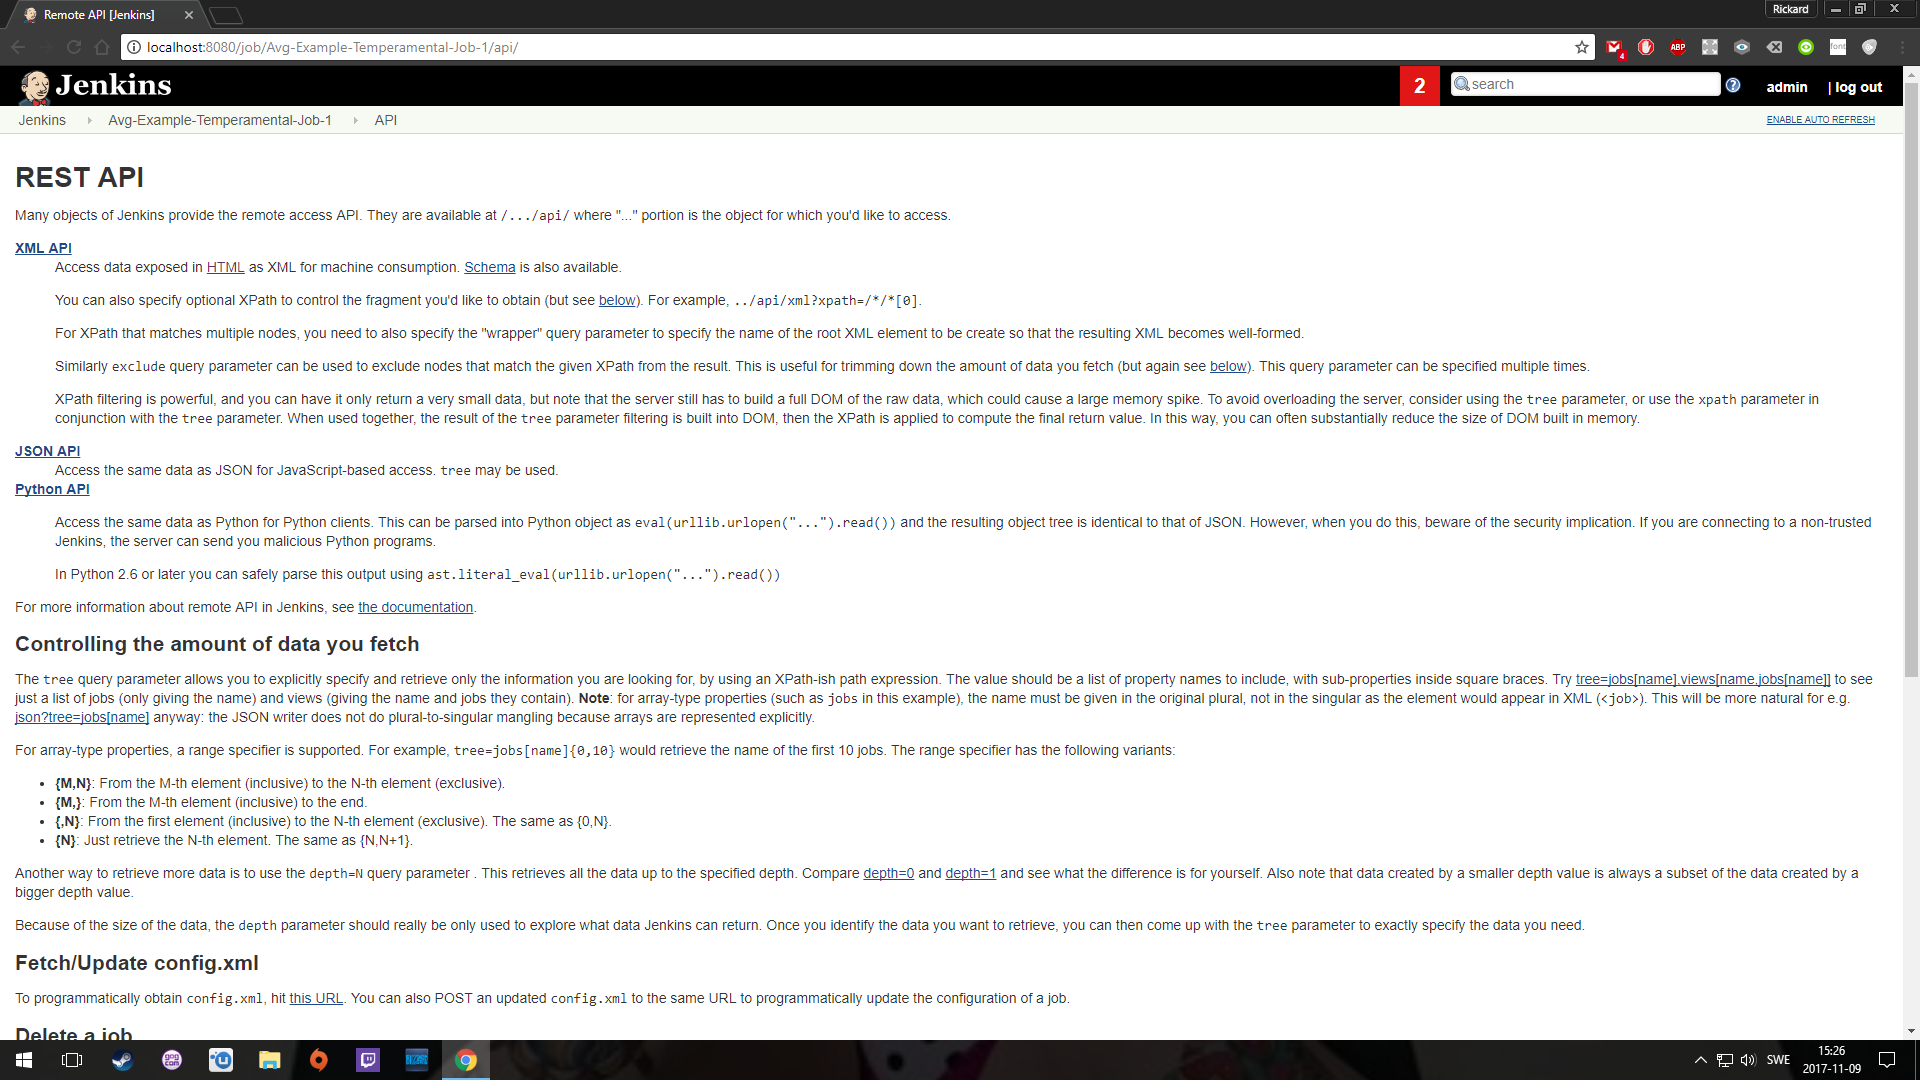 Remote API [Jenkins]
Rickard
localhost:8080/job/Avg-Example-Temperamental-Job-1/api/
4
ABP
font
Jenkins
2
search
admin
| log out
Jenkins
Avg-Example-Temperamental-Job-1
API
ENABLE AUTO REFRESH
REST API
Many objects of Jenkins provide the remote access API. They are available at /.../api/ where "..." portion is the object for which you'd like to access.
XML API
Access data exposed in HTML as XML for machine consumption. Schema is also available.
You can also specify optional XPath to control the fragment you'd like to obtain (but see below). For example, ../api/xml?xpath=/*/*[0].
For XPath that matches multiple nodes, you need to also specify the "wrapper" query parameter to specify the name of the root XML element to be create so that the resulting XML becomes well-formed.
Similarly exclude query parameter can be used to exclude nodes that match the given XPath from the result. This is useful for trimming down the amount of data you fetch (but again see below). This query parameter can be specified multiple times.
XPath filtering is powerful, and you can have it only return a very small data, but note that the server still has to build a full DOM of the raw data, which could cause a large memory spike. To avoid overloading the server, consider using the tree parameter, or use the xpath parameter in
conjunction with the tree parameter. When used together, the result of the tree parameter filtering is built into DOM, then the XPath is applied to compute the final return value. In this way, you can often substantially reduce the size of DOM built in memory.
JSON API
Access the same data as JSON for JavaScript-based access. tree may be used.
Python API
Access the same data as Python for Python clients. This can be parsed into Python object as eval(urllib.urlopen("...").read()) and the resulting object tree is identical to that of JSON. However, when you do this, beware of the security implication. If you are connecting to a non-trusted
Jenkins, the server can send you malicious Python programs.
In Python 2.6 or later you can safely parse this output using ast.literal_eval(urllib.urlopen("...").read())
For more information about remote API in Jenkins, see the documentation.
Controlling the amount of data you fetch
The tree query parameter allows you to explicitly specify and retrieve only the information you are looking for, by using an XPath-ish path expression. The value should be a list of property names to include, with sub-properties inside square braces. Try tree=jobs[name],views[name,jobs[name]] to see
just a list of jobs (only giving the name) and views (giving the name and jobs they contain). Note: for array-type properties (such as jobs in this example), the name must be given in the original plural, not in the singular as the element would appear in XML (<job>). This will be more natural for e.g.
json?tree=jobs[name] anyway: the JSON writer does not do plural-to-singular mangling because arrays are represented explicitly.
For array-type properties, a range specifier is supported. For example, tree=jobs[name]{0,10} would retrieve the name of the first 10 jobs. The range specifier has the following variants:
• {M,N}: From the M-th element (inclusive) to the N-th element (exclusive).
• {M,}: From the M-th element (inclusive) to the end.
• {,N}: From the first element (inclusive) to the N-th element (exclusive). The same as {0,N}.
• {N}: Just retrieve the N-th element. The same as {N,N+1}.
Another way to retrieve more data is to use the depth=N query parameter . This retrieves all the data up to the specified depth. Compare depth=0 and depth=1 and see what the difference is for yourself. Also note that data created by a smaller depth value is always a subset of the data created by a
bigger depth value.
Because of the size of the data, the depth parameter should really be only used to explore what data Jenkins can return. Once you identify the data you want to retrieve, you can then come up with the tree parameter to exactly specify the data you need.
Fetch/Update config.xml
To programmatically obtain config.xml, hit this URL. You can also POST an updated config.xml to the same URL to programmatically update the configuration of a job.
Delete a job
gog
com
SWE
15:26
2017-11-09